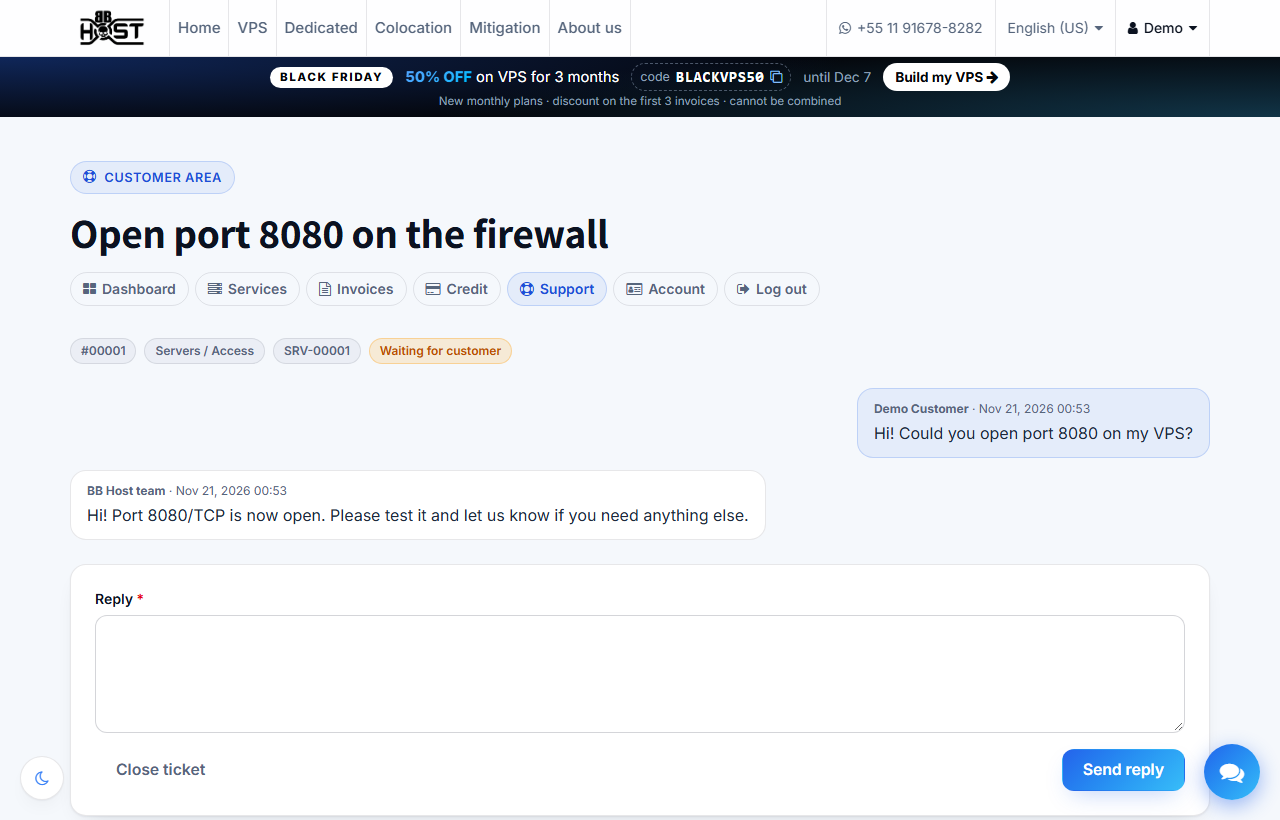 BB HOST
Home VPS Dedicated Colocation Mitigation About us +55 11 91678-8282 English (US) Demo
BLACK FRIDAY 50% OFF on VPS for 3 months code BLACKVPS50 until Dec 7 Build my VPS
New monthly plans · discount on the first 3 invoices · cannot be combined
CUSTOMER AREA
Open port 8080 on the firewall
Dashboard Services Invoices Credit Support Account Log out
#00001 Servers / Access SRV-00001 Waiting for customer
Demo Customer · Nov 21, 2026 00:53
Hi! Could you open port 8080 on my VPS?
BB Host team · Nov 21, 2026 00:53
Hi! Port 8080/TCP is now open. Please test it and let us know if you need anything else.
Reply *
Close ticket Send reply